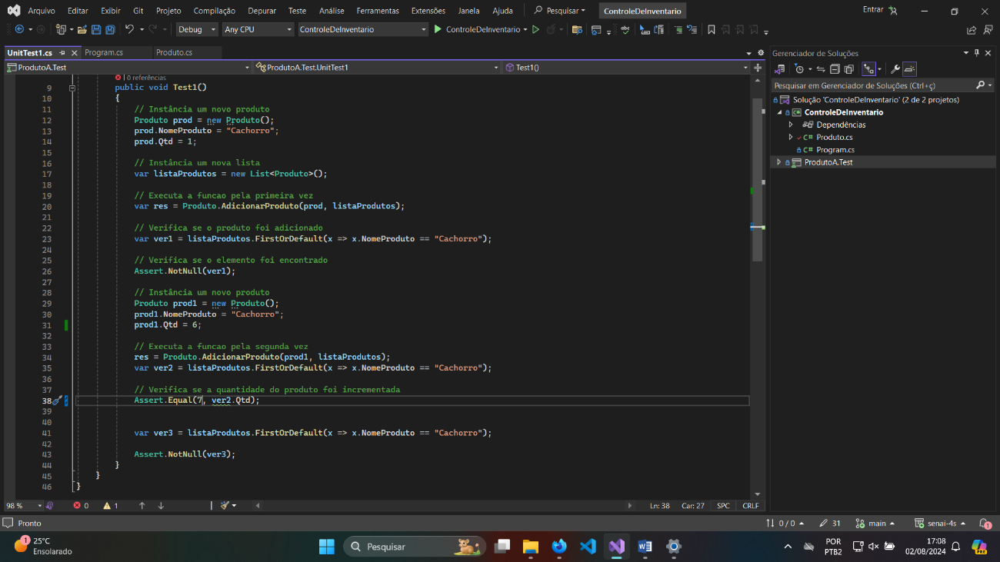 Arquivo Editar Exibir Git Projeto Compilação Depurar Teste Análise Ferramentas Extensões Janela Ajuda Pesquisar ControleDeInventario Entrar
Debug Any CPU ControleDeInventario ControleDeInventario
UnitTest1.cs Program.cs Produto.cs
ProdutoA.Test ProdutoA.Test.UnitTest1 Test1()
0 referências
9 public void Test1()
10 {
11 // Instância um novo produto
12 Produto prod = new Produto();
13 prod.NomeProduto = "Cachorro";
14 prod.Qtd = 1;
15
16 // Instância um nova lista
17 var listaProdutos = new List<Produto>();
18
19 // Executa a funcao pela primeira vez
20 var res = Produto.AdicionarProduto(prod, listaProdutos);
21
22 // Verifica se o produto foi adicionado
23 var ver1 = listaProdutos.FirstOrDefault(x => x.NomeProduto == "Cachorro");
24
25 // Verifica se o elemento foi encontrado
26 Assert.NotNull(ver1);
27
28 // Instância um novo produto
29 Produto prod1 = new Produto();
30 prod1.NomeProduto = "Cachorro";
31 prod1.Qtd = 6;
32
33 // Executa a funcao pela segunda vez
34 res = Produto.AdicionarProduto(prod1, listaProdutos);
35 var ver2 = listaProdutos.FirstOrDefault(x => x.NomeProduto == "Cachorro");
36
37 // Verifica se a quantidade do produto foi incrementada
38 Assert.Equal(7, ver2.Qtd);
39
40
41 var ver3 = listaProdutos.FirstOrDefault(x => x.NomeProduto == "Cachorro");
42
43 Assert.NotNull(ver3);
44 }
45 }
46 }
98 % 0 1 Ln: 38 Car: 27 SPC CRLF
Gerenciador de Soluções
Pesquisar em Gerenciador de Soluções (Ctrl+ç)
Solução 'ControleDeInventario' (2 de 2 projetos)
ControleDeInventario
Dependências
C# Produto.cs
C# Program.cs
ProdutoA.Test
Pronto 0 / 0 31 main senai-4s 1
1 25°C
Ensolarado
Pesquisar
POR
PTB2
17:08
02/08/2024
PRE